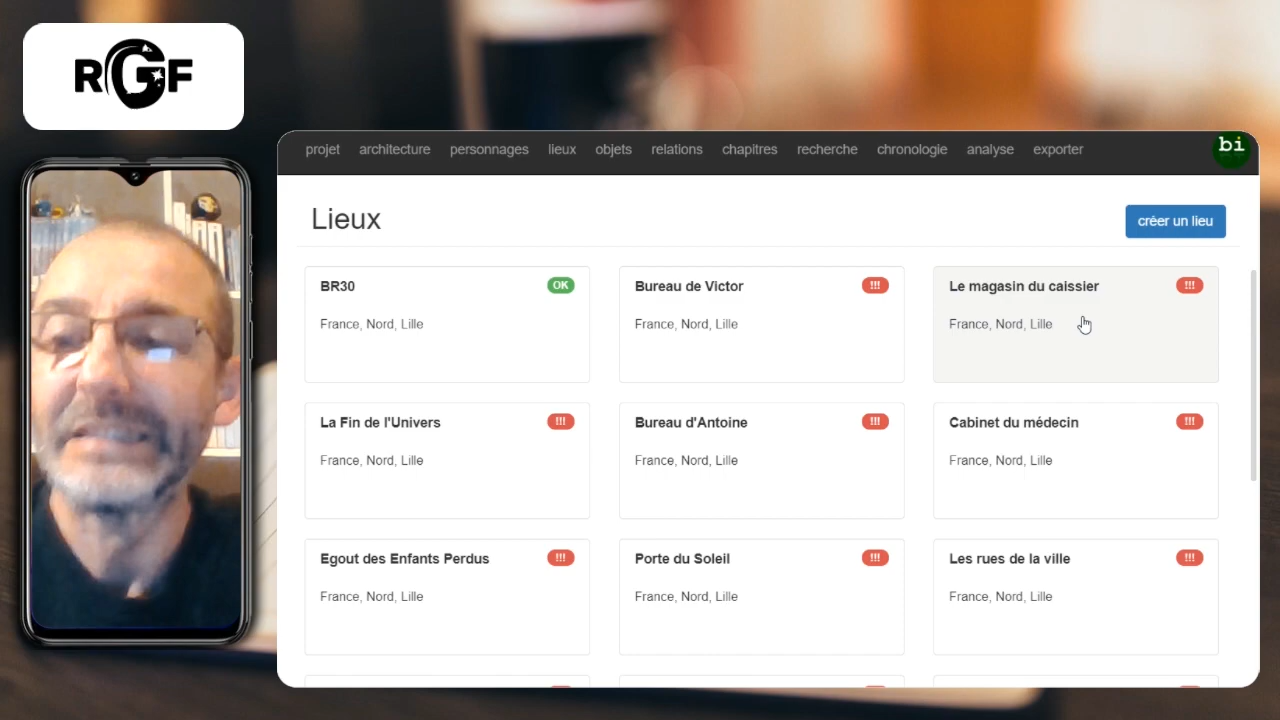 RGF
projet architecture personnages lieux objets relations chapitres recherche chronologie analyse exporter bi
Lieux
créer un lieu
BR30 OK
France, Nord, Lille
Bureau de Victor !!!
France, Nord, Lille
Le magasin du caissier !!!
France, Nord, Lille
La Fin de l'Univers !!!
France, Nord, Lille
Bureau d'Antoine !!!
France, Nord, Lille
Cabinet du médecin !!!
France, Nord, Lille
Egout des Enfants Perdus !!!
France, Nord, Lille
Porte du Soleil !!!
France, Nord, Lille
Les rues de la ville !!!
France, Nord, Lille